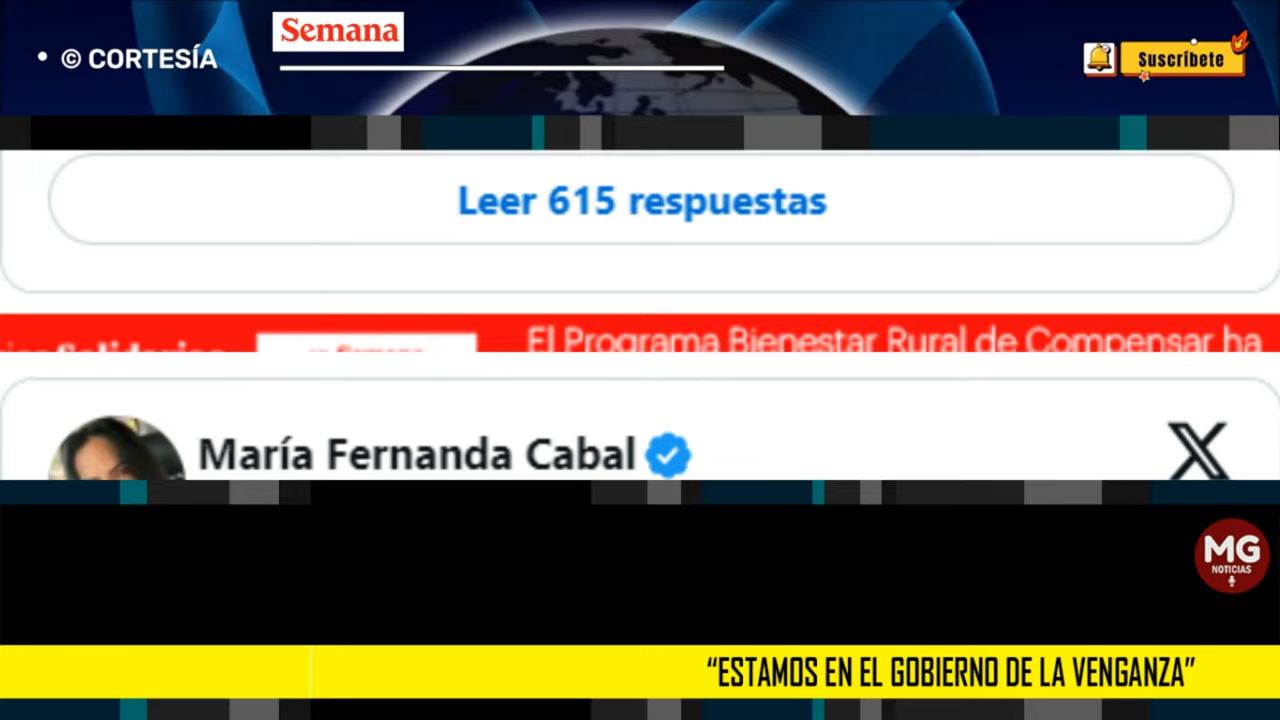 Semana
• © CORTESÍA
Suscríbete
Leer 615 respuestas
El Programa Bienestar Rural de Compensar ha
María Fernanda Cabal
MG
NOTICIAS
“ESTAMOS EN EL GOBIERNO DE LA VENGANZA”